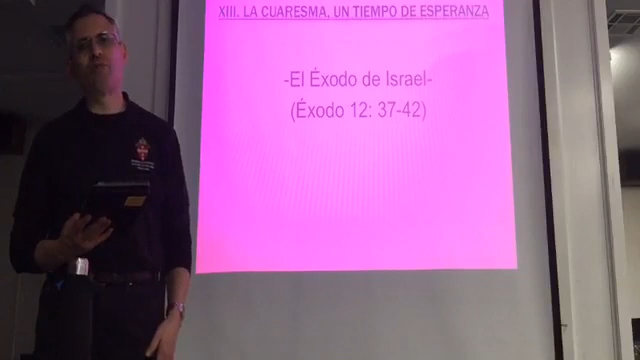 XIII. LA CUARESMA, UN TIEMPO DE ESPERANZA
-El Éxodo de Israel-
(Éxodo 12: 37-42)